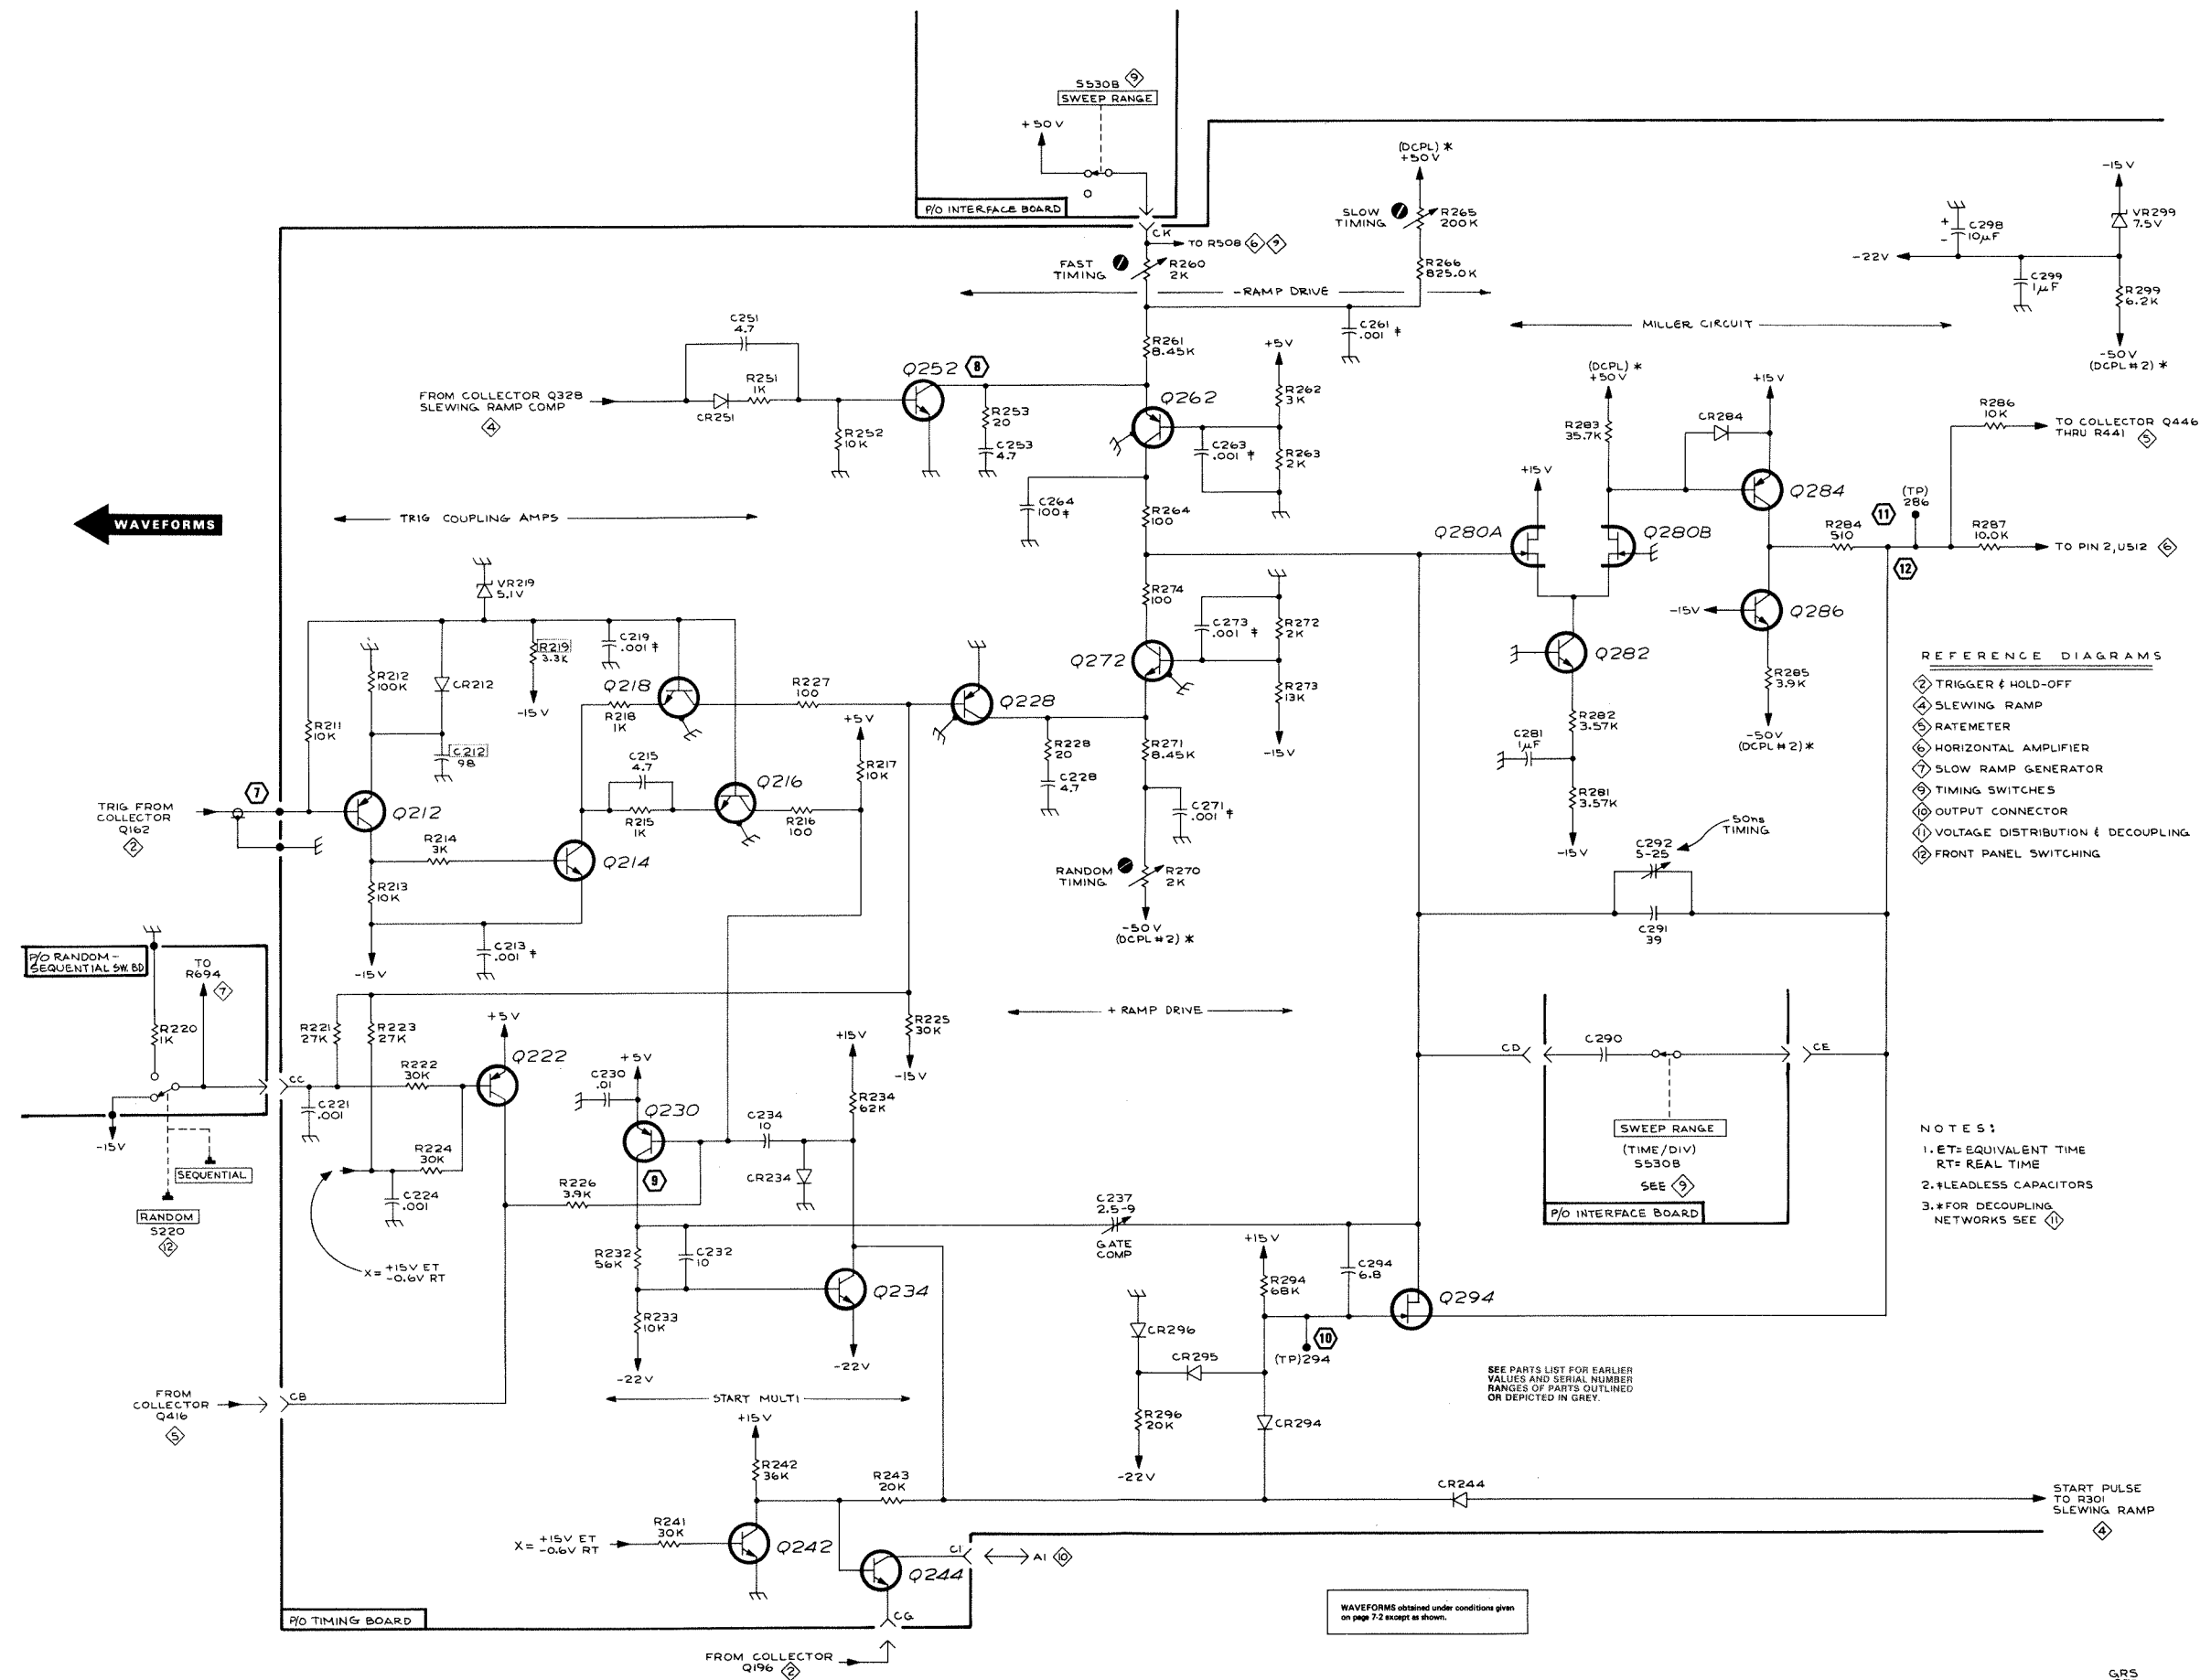 S530B 9
SWEEP RANGE
+50V
P/O INTERFACE BOARD
CK
TO R508 6 9
FAST
TIMING
R260
2K
(DCPL) *
+50V
SLOW
TIMING
R265
200K
R266
825.0K
-RAMP DRIVE
C261
.001 ‡
R261
8.45K
+5V
-15V
VR299
7.5V
+
-
C298
10µF
-22V
C299
1µF
R299
6.2K
-50V
(DCPL #2) *
MILLER CIRCUIT
C251
4.7
R251
1K
CR251
FROM COLLECTOR Q328
SLEWING RAMP COMP
4
R252
10K
Q252 8
R253
20
C253
4.7
Q262
R262
3K
C263
.001 ‡
R263
2K
C264
100 ‡
R264
100
(DCPL) *
+50V
R283
35.7K
+15V
CR284
+15V
Q284
R286
10K
TO COLLECTOR Q446
THRU R441 5
Q280A
Q280B
R284
510
11
(TP)
286
R287
10.0K
TO PIN 2, U512 6
12
-15V
Q286
R285
3.9K
-50V
(DCPL #2) *
Q282
R282
3.57K
C281
1µF
R281
3.57K
-15V
WAVEFORMS
TRIG COUPLING AMPS
VR219
5.1V
R219
3.3K
-15V
C219
.001 ‡
R212
100K
CR212
C212
98
R211
10K
Q218
R218
1K
R227
100
+5V
R217
10K
C215
4.7
R215
1K
Q216
R216
100
TRIG FROM
COLLECTOR
Q162
2
7
Q212
R214
3K
Q214
R213
10K
C213
.001 ‡
-15V
Q228
R228
20
C228
4.7
R274
100
Q272
C273
.001 ‡
R272
2K
R273
13K
-15V
R271
8.45K
C271
.001 ‡
RANDOM
TIMING
R270
2K
-50V
(DCPL #2) *
50ns
TIMING
C292
5-25
C291
39
REFERENCE DIAGRAMS
2 TRIGGER & HOLD-OFF
4 SLEWING RAMP
5 RATEMETER
6 HORIZONTAL AMPLIFIER
7 SLOW RAMP GENERATOR
9 TIMING SWITCHES
10 OUTPUT CONNECTOR
11 VOLTAGE DISTRIBUTION & DECOUPLING
12 FRONT PANEL SWITCHING
P/O RANDOM-
SEQUENTIAL SW. BD
TO
R694
7
R220
1K
-15V
SEQUENTIAL
RANDOM
S220
12
CC
C221
.001
R221
27K
R223
27K
R222
30K
+5V
Q222
R224
30K
C224
.001
X= +15V ET
-0.6V RT
R225
30K
-15V
+ RAMP DRIVE
+5V
C230
.01
Q230
9
C234
10
+15V
R234
62K
CR234
R226
3.9K
R232
56K
C232
10
R233
10K
-22V
Q234
-22V
START MULTI
C237
2.5-9
GATE
COMP
+15V
R294
68K
C294
6.8
Q294
10
(TP)294
CR296
CR295
R296
20K
-22V
CR294
CD
C290
CE
SWEEP RANGE
(TIME/DIV)
S530B
SEE 9
P/O INTERFACE BOARD
NOTES:
1. ET= EQUIVALENT TIME
RT= REAL TIME
2. ‡LEADLESS CAPACITORS
3. *FOR DECOUPLING
NETWORKS SEE 11
SEE PARTS LIST FOR EARLIER
VALUES AND SERIAL NUMBER
RANGES OF PARTS OUTLINED
OR DEPICTED IN GREY.
FROM
COLLECTOR
Q416
5
CB
+15V
R242
36K
R243
20K
X= +15V ET
-0.6V RT
R241
30K
Q242
Q244
CI
A1 10
CG
FROM COLLECTOR
Q196 2
CR244
START PULSE
TO R301
SLEWING RAMP
4
P/O TIMING BOARD
WAVEFORMS obtained under conditions given
on page 7-2 except as shown.
GRS